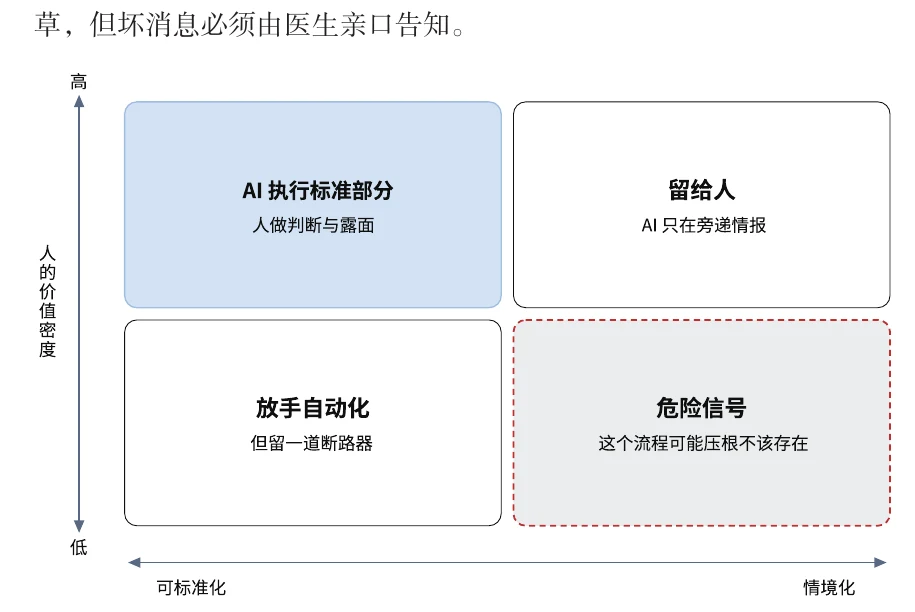 草，但坏消息必须由医生亲口告知。
高
AI 执行标准部分
人做判断与露面
留给人
AI 只在旁递情报
人的价值密度
放手自动化
但留一道断路器
危险信号
这个流程可能压根不该存在
低
可标准化
情境化